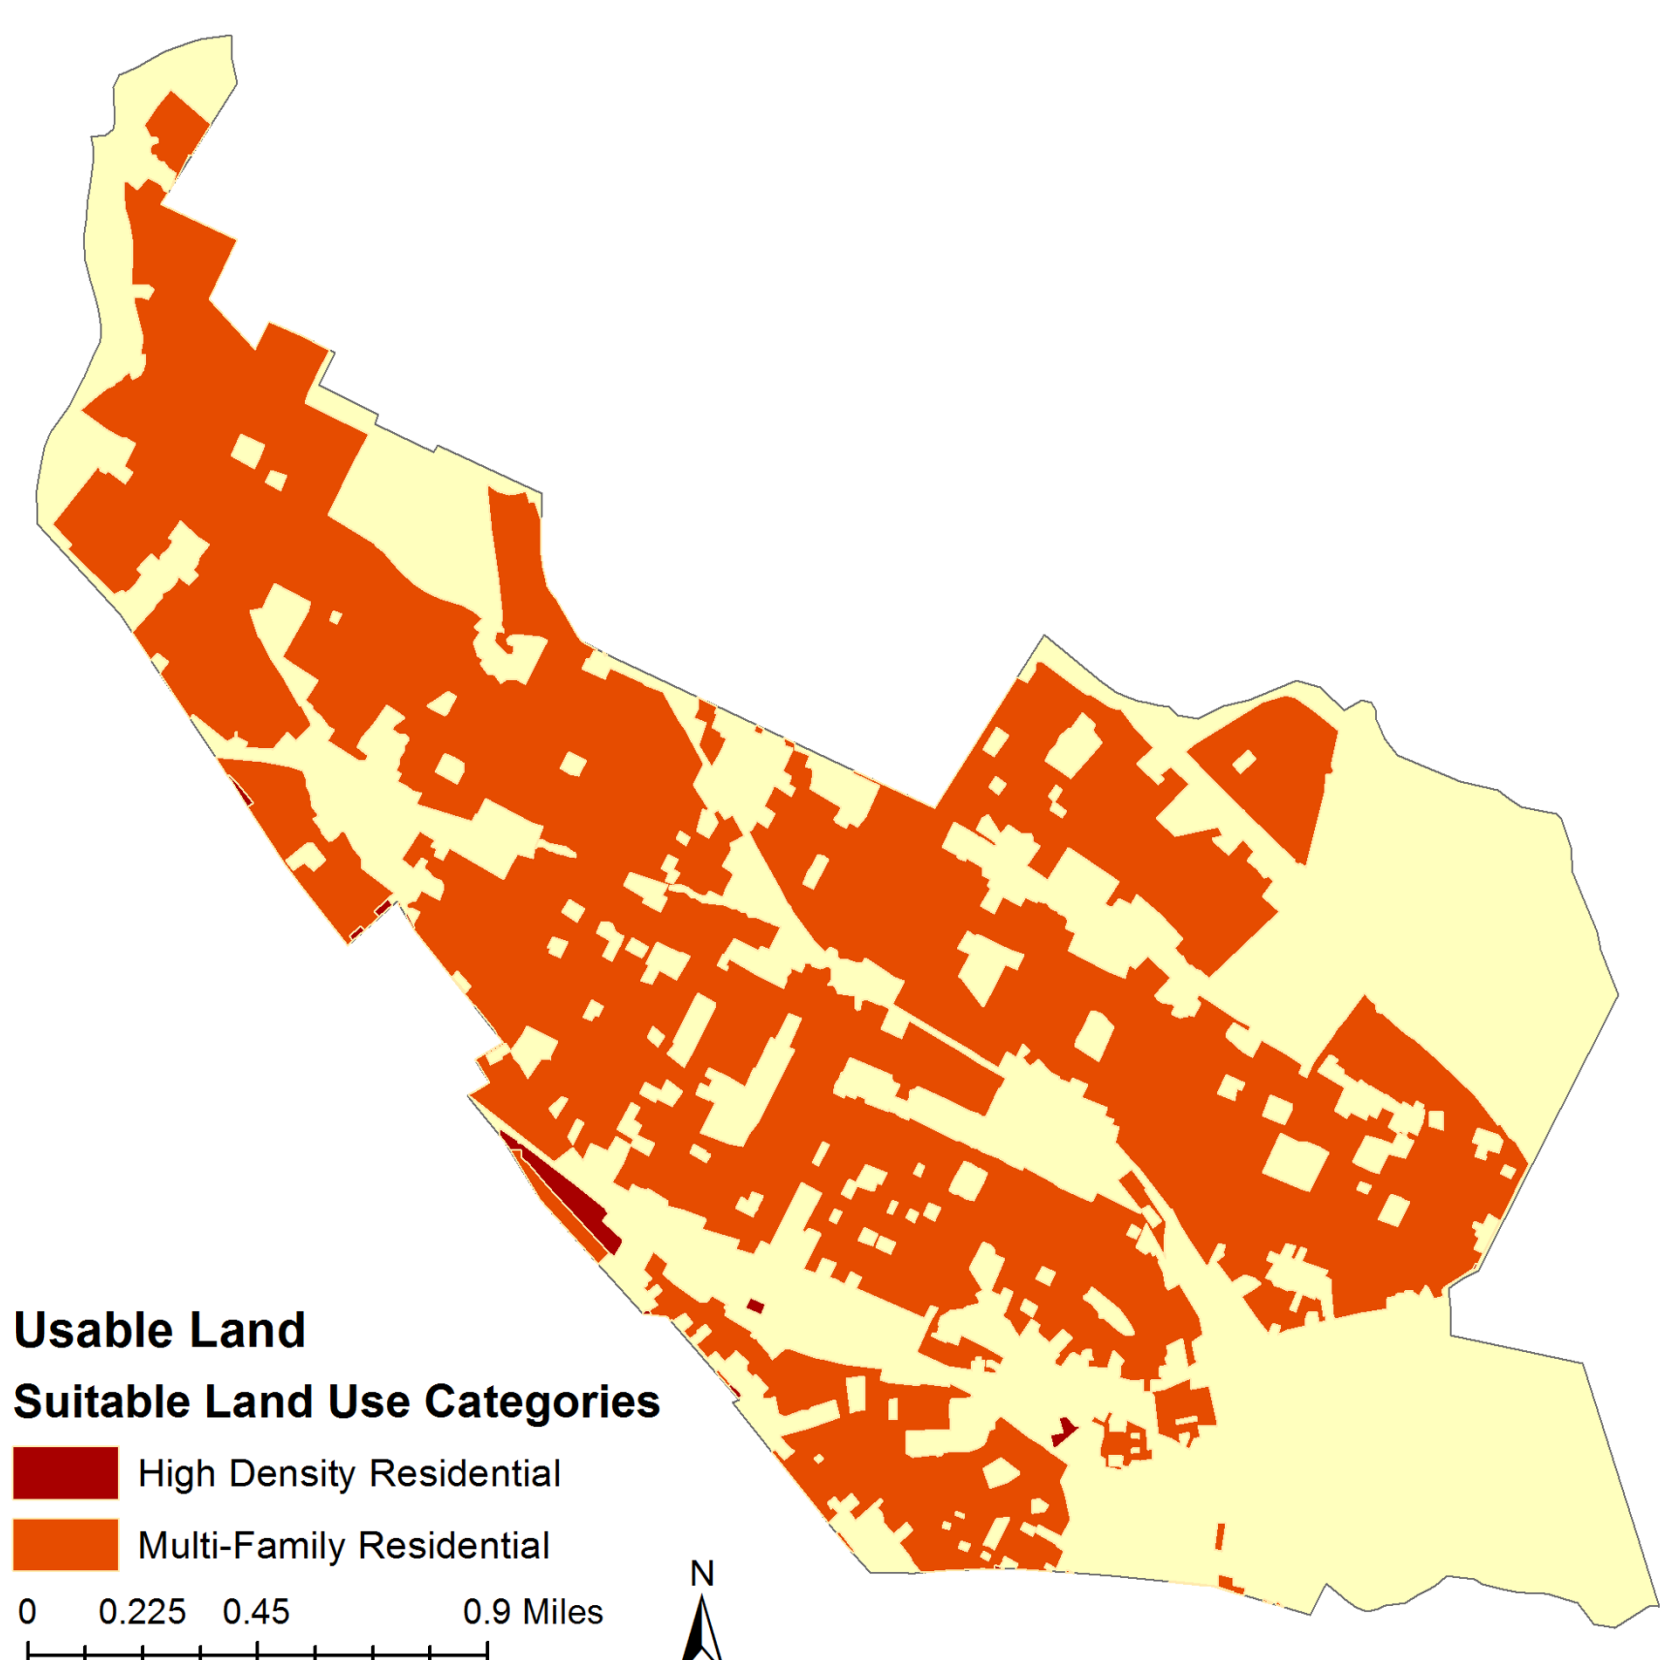 Usable Land
Suitable Land Use Categories
High Density Residential
Multi-Family Residential
0 0.225 0.45 0.9 Miles
N